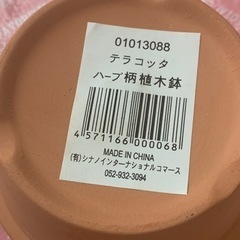 01013088
テラコッタ
ハーブ柄植木鉢
4571166000068
MADE IN CHINA
(有)シナノインターナショナルコマース
052-932-3094